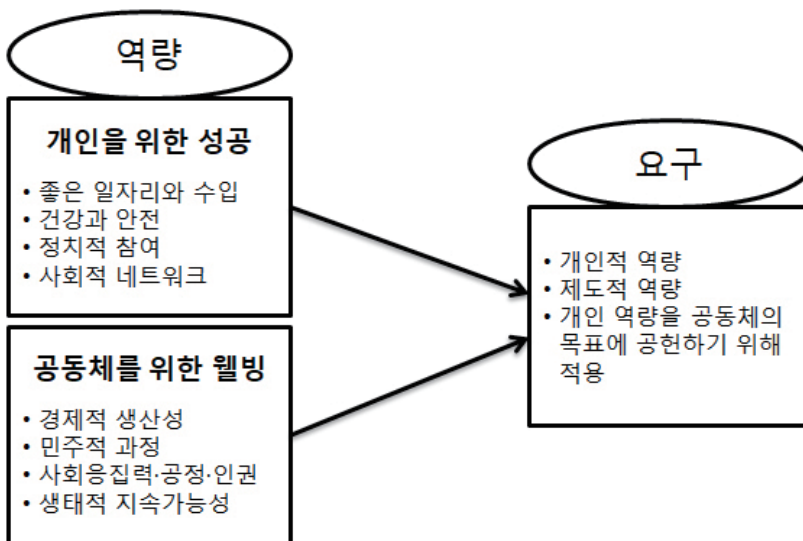 역량
개인을 위한 성공
• 좋은 일자리와 수입
• 건강과 안전
• 정치적 참여
• 사회적 네트워크
공동체를 위한 웰빙
• 경제적 생산성
• 민주적 과정
• 사회응집력·공정·인권
• 생태적 지속가능성
요구
• 개인적 역량
• 제도적 역량
• 개인 역량을 공동체의
목표에 공헌하기 위해
적용